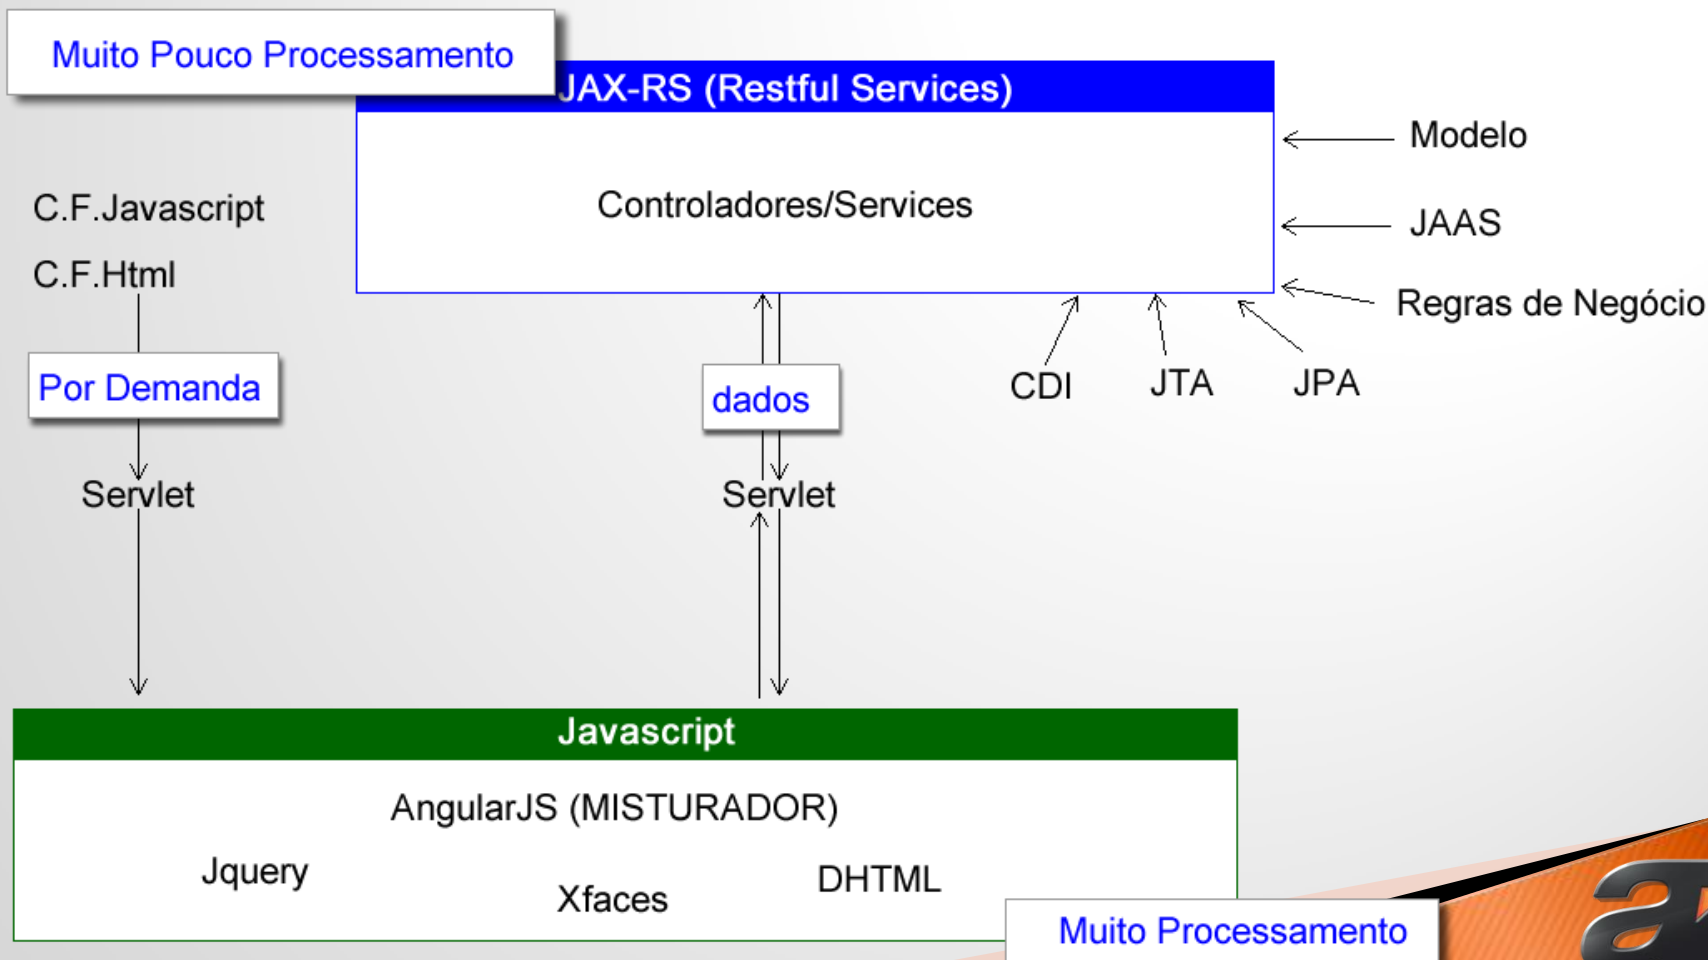 Muito Pouco Processamento
JAX-RS (Restful Services)
Modelo
C.F.Javascript
Controladores/Services
JAAS
C.F.Html
Regras de Negócio
Por Demanda
dados
CDI
JTA
JPA
Servlet
Servlet
Javascript
AngularJS (MISTURADOR)
Jquery
Xfaces
DHTML
Muito Processamento